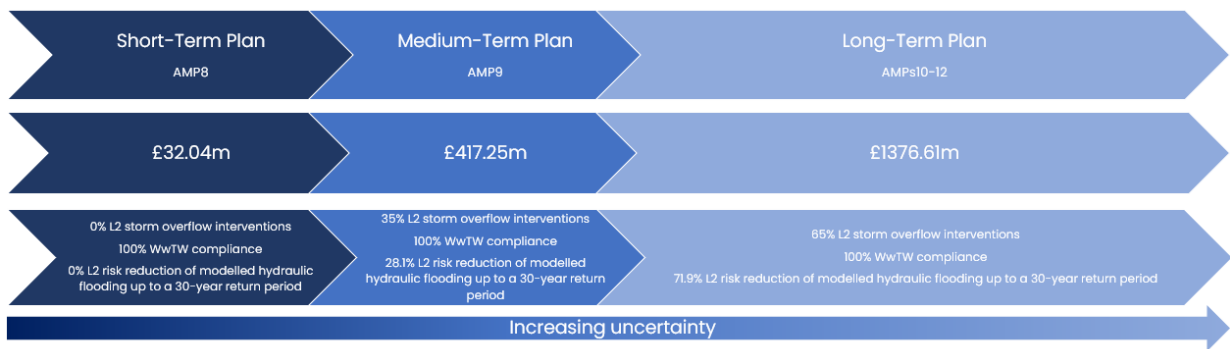 Short-Term Plan
AMP8
Medium-Term Plan
AMP9
Long-Term Plan
AMPs10-12
£32.04m
£417.25m
£1376.61m
0% L2 storm overflow interventions
100% WwTW compliance
0% L2 risk reduction of modelled hydraulic
flooding up to a 30-year return period
35% L2 storm overflow interventions
100% WwTW compliance
28.1% L2 risk reduction of modelled
hydraulic flooding up to a 30-year return
period
65% L2 storm overflow interventions
100% WwTW compliance
71.9% L2 risk reduction of modelled hydraulic flooding up to a 30-year return period
Increasing uncertainty